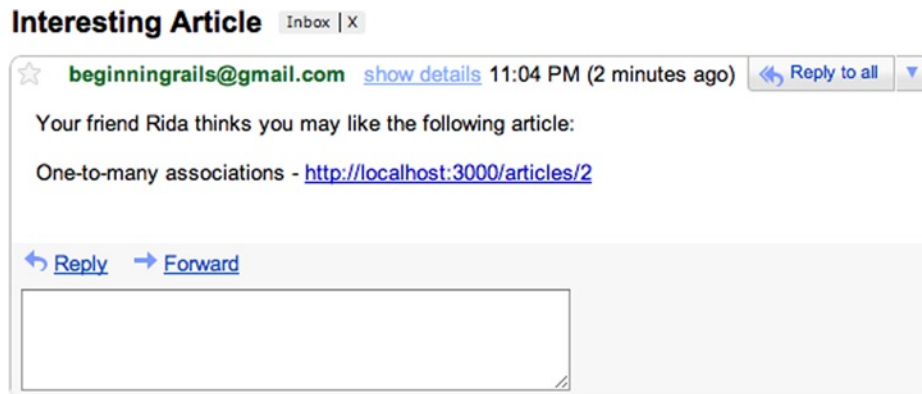 Interesting Article Inbox | X
beginningrails@gmail.com show details 11:04 PM (2 minutes ago) Reply to all
Your friend Rida thinks you may like the following article:
One-to-many associations - http://localhost:3000/articles/2
Reply Forward